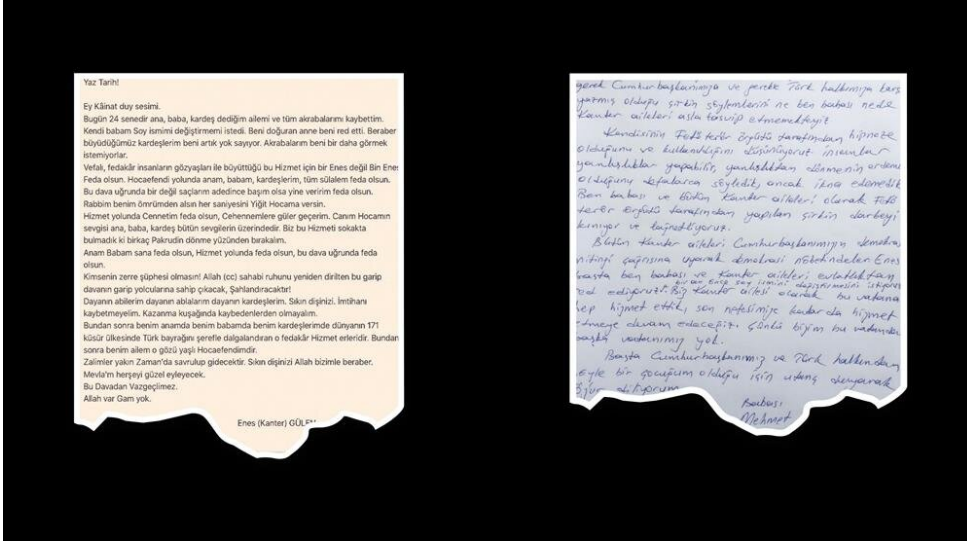 Yaz Tarih!
Ey Kâinat duy sesimi.
Bugün 24 senedir ana, baba, kardeş dediğim ailemi ve tüm akrabalarımı kaybettim.
Kendi babam Soy ismimi değiştirmemi istedi. Beni doğuran anne beni red etti. Beraber
büyüdüğümüz kardeşlerim beni artık yok sayıyor. Akrabalarım beni bir daha görmek
istemiyorlar.
Vefalı, fedakâr insanların gözyaşları ile büyüttüğü bu Hizmet için bir Enes değil Bin Enes
Feda olsun. Hocaefendi yolunda anam, babam, kardeşlerim, tüm sülalem feda olsun.
Bu dava uğrunda bir değil saçlarım adedince başım olsa yine veririm feda olsun.
Rabbim benim ömrümden alsın her saniyesini Yiğit Hocama versin.
Hizmet yolunda Cennetim feda olsun, Cehennemlere güler geçerim. Canım Hocamın
sevgisi ana, baba, kardeş bütün sevgilerin üzerindedir. Biz bu Hizmeti sokakta
bulmadık ki birkaç Pakrudin dönme yüzünden bırakalım.
Anam Babam sana feda olsun, Hizmet yolunda feda olsun, bu dava uğrunda feda
olsun.
Kimsenin zerre şüphesi olmasın! Allah (cc) sahabi ruhunu yeniden dirilten bu garip
davanın garip yolcularına sahip çıkacak, Şahlandıracaktır!
Dayanın abilerim dayanın ablalarım dayanın kardeşlerim. Sıkın dişinizi. İmtihanı
kaybetmeyelim. Kazanma kuşağında kaybedenlerden olmayalım.
Bundan sonra benim anamda benim babamda benim kardeşlerimde dünyanın 171
küsür ülkesinde Türk bayrağını şerefle dalgalandıran o fedakâr Hizmet erleridir. Bundan
sonra benim ailem o gözü yaşlı Hocaefendimdir.
Zalimler yakın Zaman'da savrulup gidecektir. Sıkın dişinizi Allah bizimle beraber.
Mevla'm herşeyi güzel eyleyecek.
Bu Davadan Vazgeçlimez.
Allah var Gam yok.
Enes (Kanter) GÜLEN
gerek Cumhurbaşkanımıza ve gerekse Türk halkımıza karşı
yazmış olduğu çirkin söylemlerini ne ben babası nede
Kanter aileleri asla tasvip etmemekteyiz
Kendisinin Fetö terör örgütü tarafından hipnoze
olduğunu ve kullanıldığını düşünüyoruz insanlar
yanlışlıklar yapabilir, yanlışlıktan dönmenin erdem
olduğunu defalarca söyledik, ancak ikna edemedik
Ben babası ve Bütün Kanter aileleri olarak Fetö
terör örgütü tarafından yapılan çirkin darbeyi
kınıyor ve lanetliyoruz.
Bütün Kanter aileleri Cumhurbaşkanımızın demokrasi
mitingi çağrısına uyarak demokrasi nöbetindeler Enes
başta ben babası ve Kanter aileleri evlatlıktan
bir an önce soy ismini değiştirmesini istiyoruz
red ediyoruz. Biz Kanter ailesi olarak bu vatana
hep hizmet ettik, son nefesimize kadar da hizmet
etmeye devam edeceğiz. Çünkü bizim bu vatandan
başka vatanımız yok.
Başta Cumhurbaşkanımız ve Türk halkından
böyle bir çocuğum olduğu için utanç duyarak
özür diliyorum
Babası
Mehmet